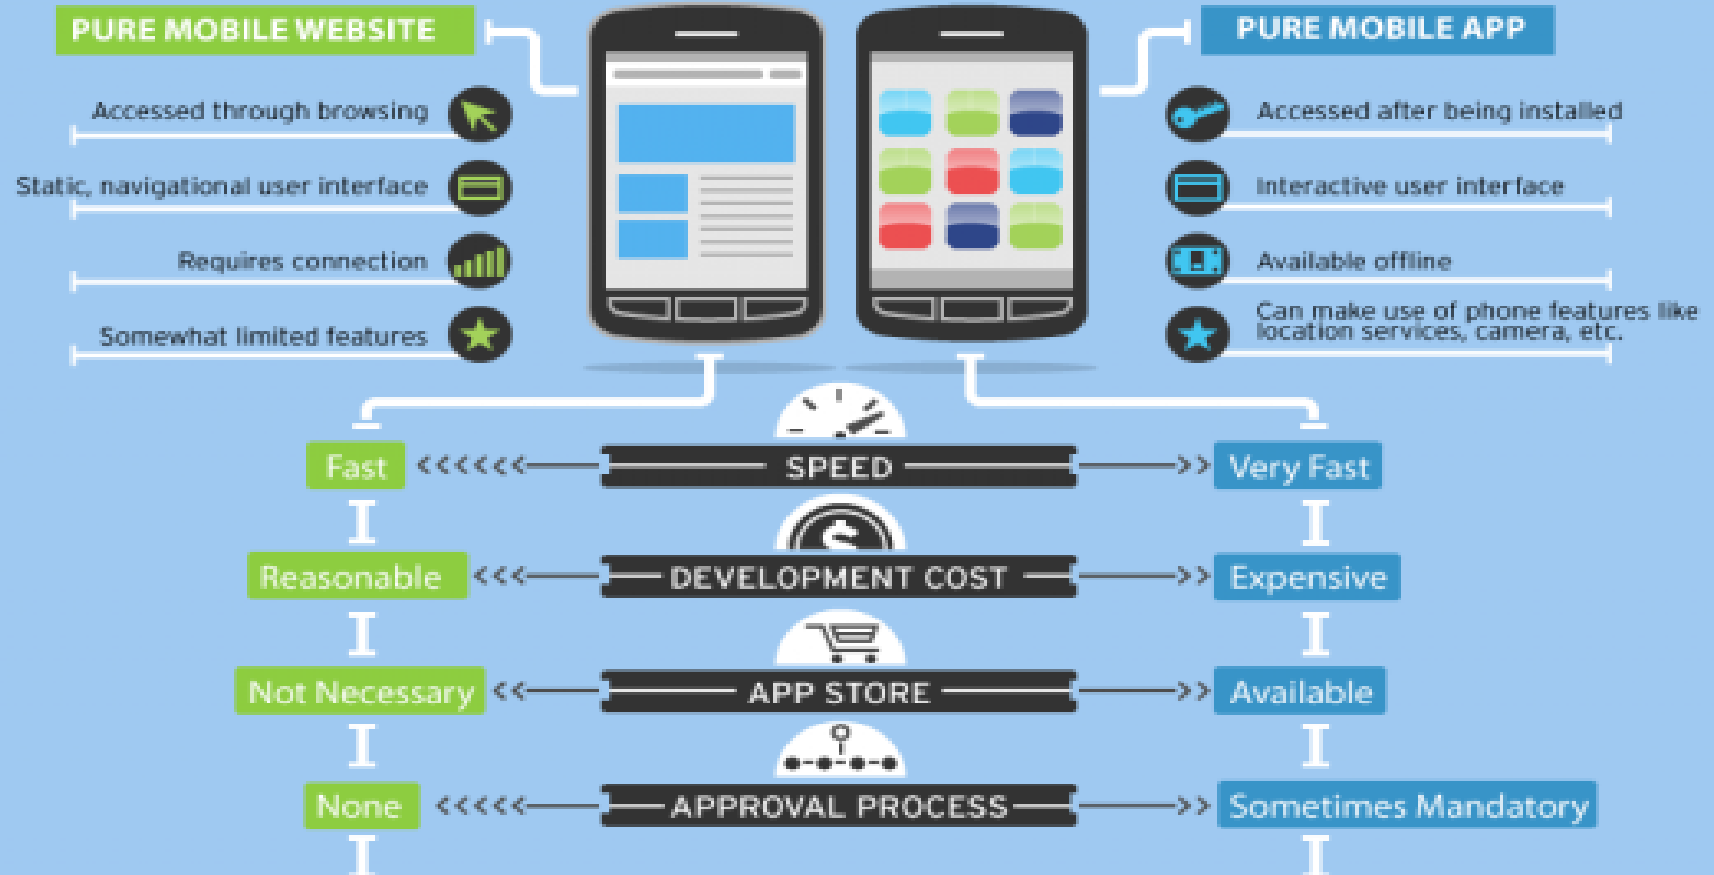 PURE MOBILE WEBSITE
Accessed through browsing
Static, navigational user interface
Requires connection
Somewhat limited features
PURE MOBILE APP
Accessed after being installed
Interactive user interface
Available offline
Can make use of phone features like
location services, camera, etc.
Fast
SPEED
Very Fast
Reasonable
DEVELOPMENT COST
Expensive
Not Necessary
APP STORE
Available
None
APPROVAL PROCESS
Sometimes Mandatory